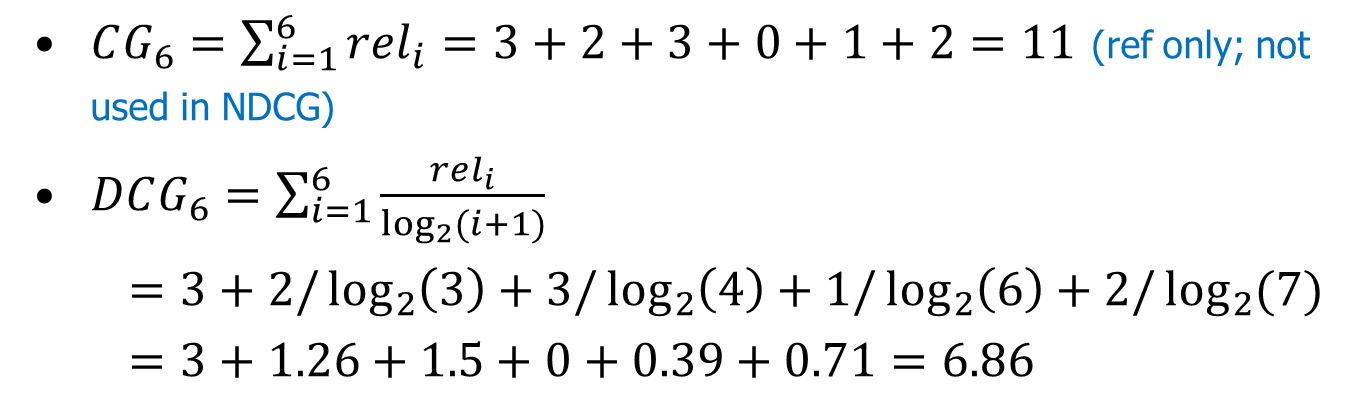 • CG₆ = ∑⁶ᵢ₌₁ relᵢ = 3 + 2 + 3 + 0 + 1 + 2 = 11 (ref only; not
used in NDCG)
• DCG₆ = ∑⁶ᵢ₌₁ relᵢ / log₂(i+1)
= 3 + 2/log₂(3) + 3/log₂(4) + 1/log₂(6) + 2/log₂(7)
= 3 + 1.26 + 1.5 + 0 + 0.39 + 0.71 = 6.86